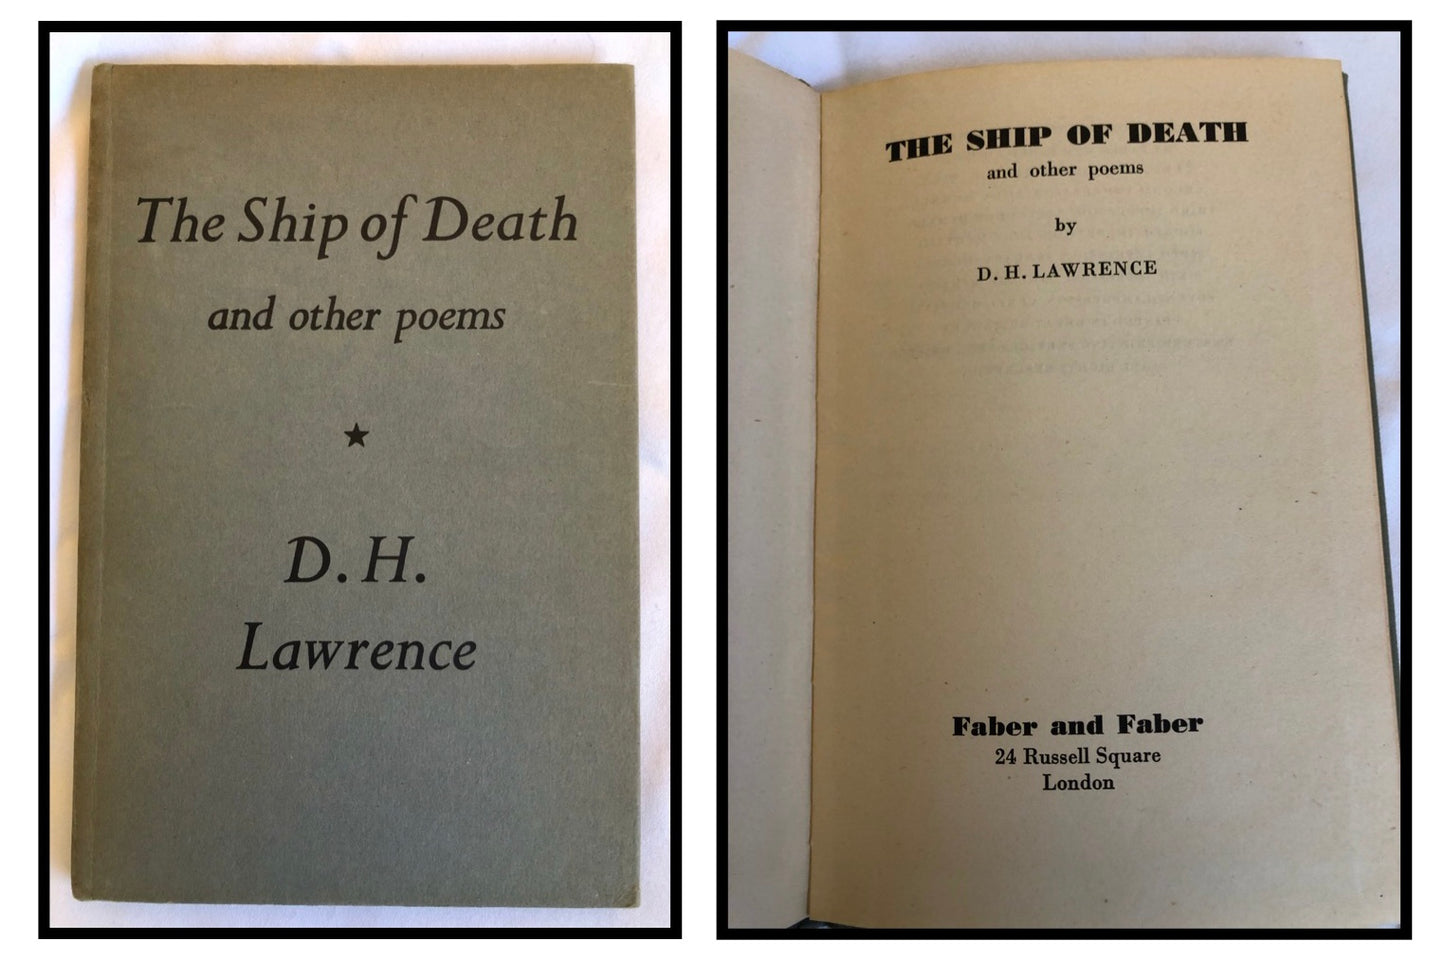 The Ship of Death
and other poems
★
D. H.
Lawrence
THE SHIP OF DEATH
and other poems
by
D. H. LAWRENCE
Faber and Faber
24 Russell Square
London